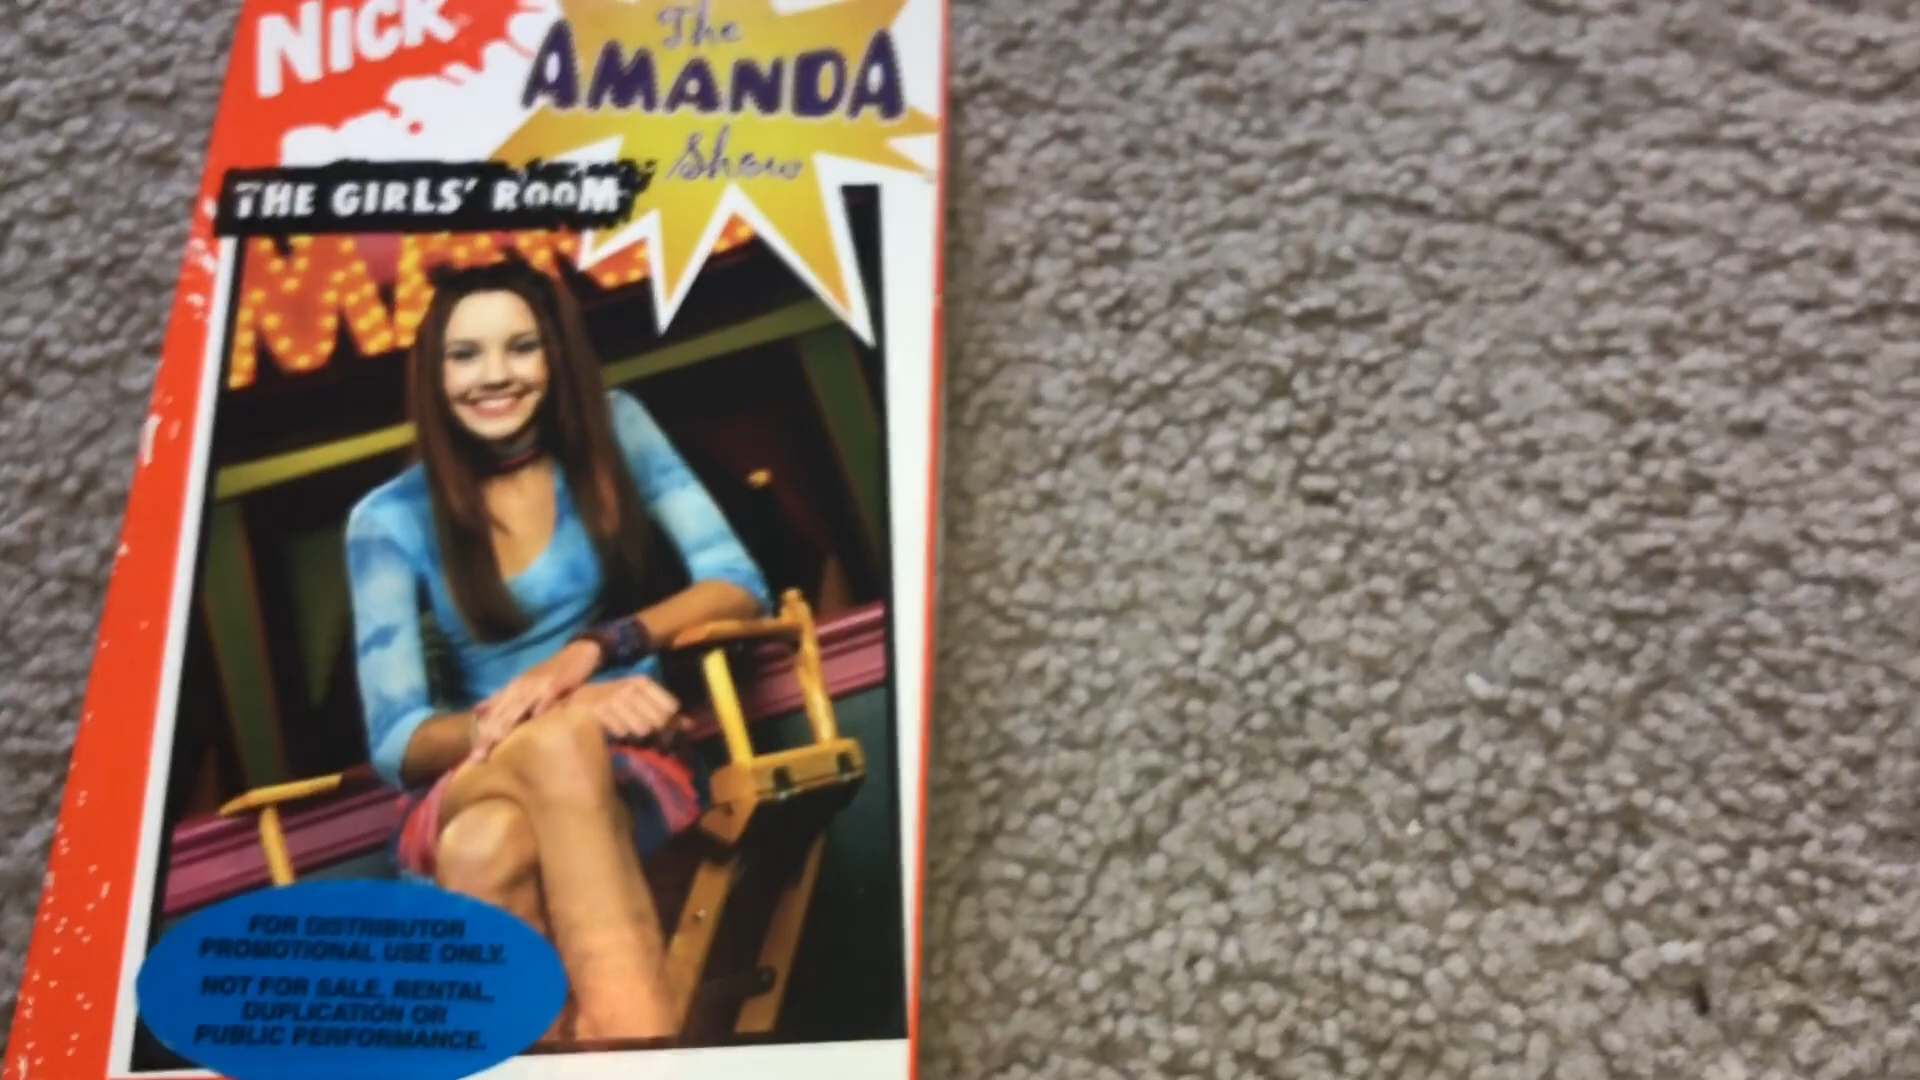 NICK
The
AMANDA
Show
THE GIRLS' ROOM
FOR DISTRIBUTOR
PROMOTIONAL USE ONLY.
NOT FOR SALE, RENTAL,
DUPLICATION OR
PUBLIC PERFORMANCE.